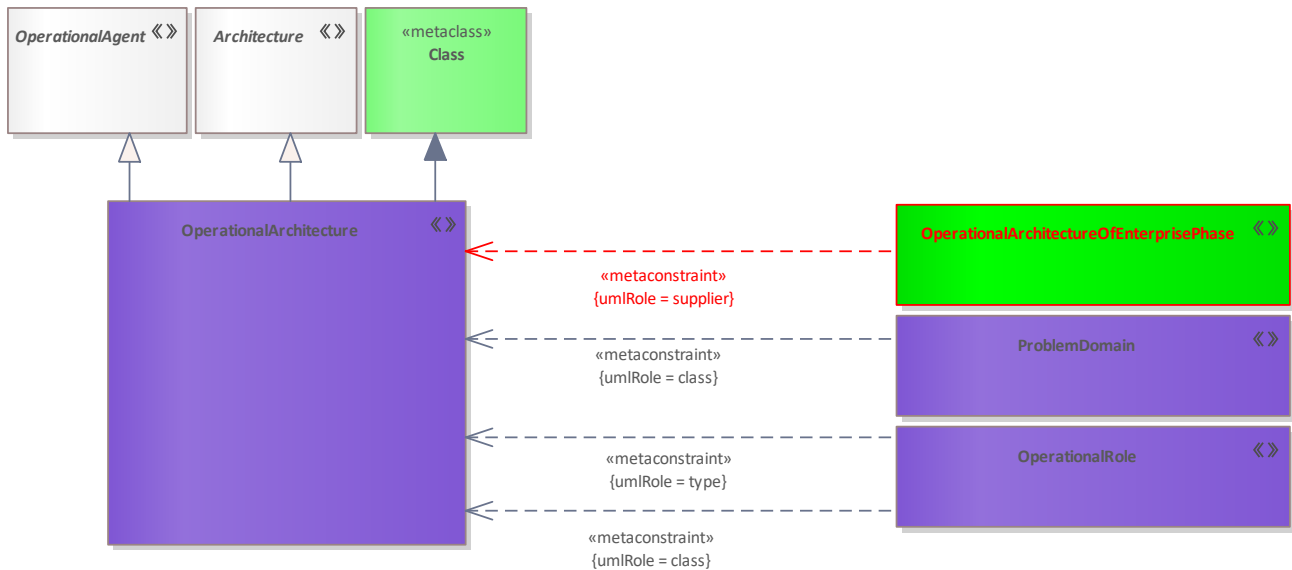 OperationalAgent «»
Architecture «»
«metaclass»
Class
OperationalArchitecture «»
OperationalArchitectureOfEnterprisePhase «»
«metaconstraint»
{umlRole = supplier}
ProblemDomain «»
«metaconstraint»
{umlRole = class}
OperationalRole «»
«metaconstraint»
{umlRole = type}
«metaconstraint»
{umlRole = class}